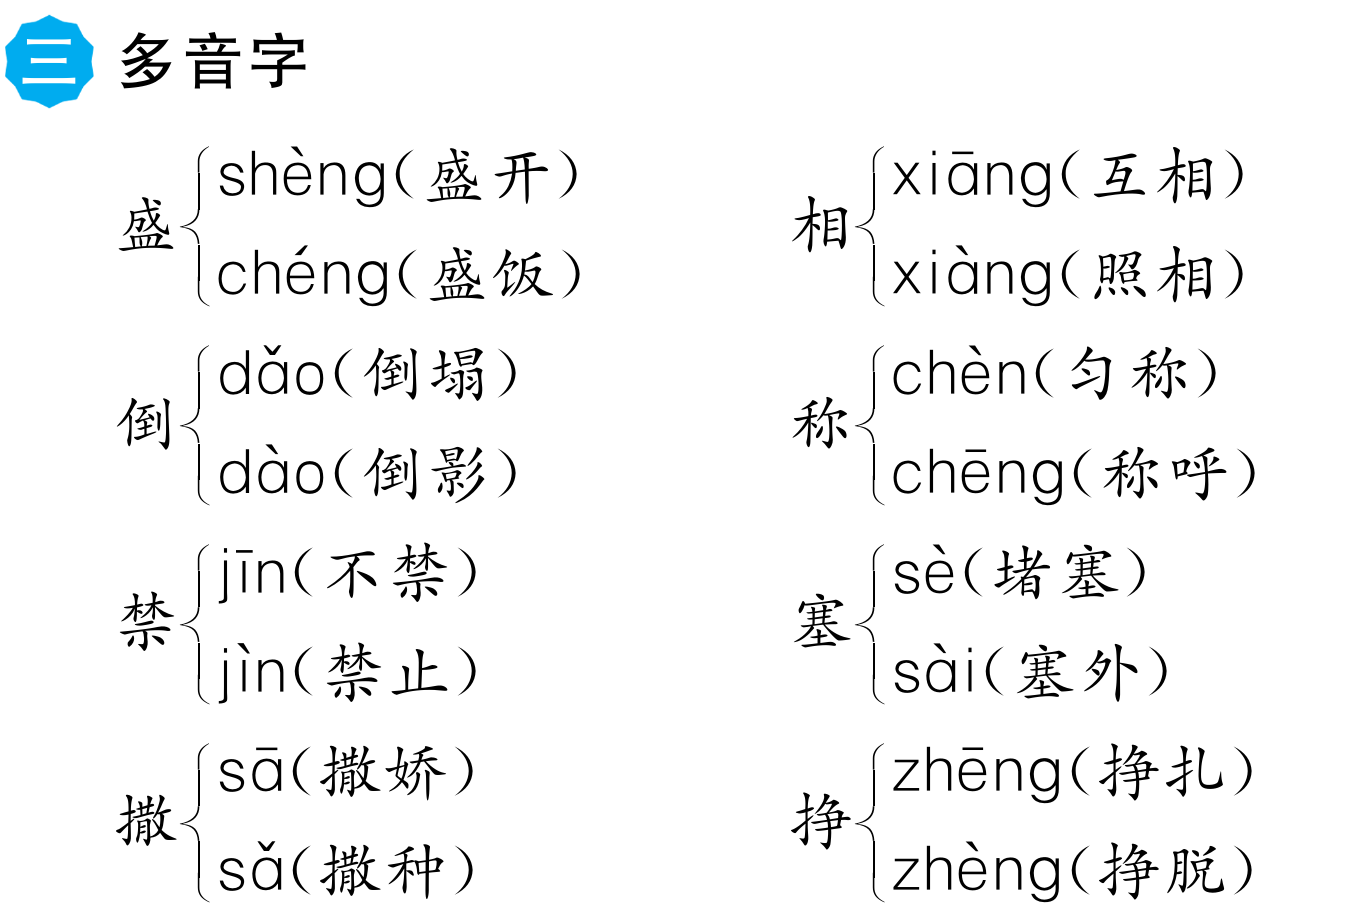 三 多音字
盛 shèng(盛开) chéng(盛饭)
相 xiāng(互相) xiàng(照相)
倒 dǎo(倒塌) dào(倒影)
称 chèn(匀称) chēng(称呼)
禁 jīn(不禁) jìn(禁止)
塞 sè(堵塞) sài(塞外)
撒 sā(撒娇) sǎ(撒种)
挣 zhēng(挣扎) zhèng(挣脱)